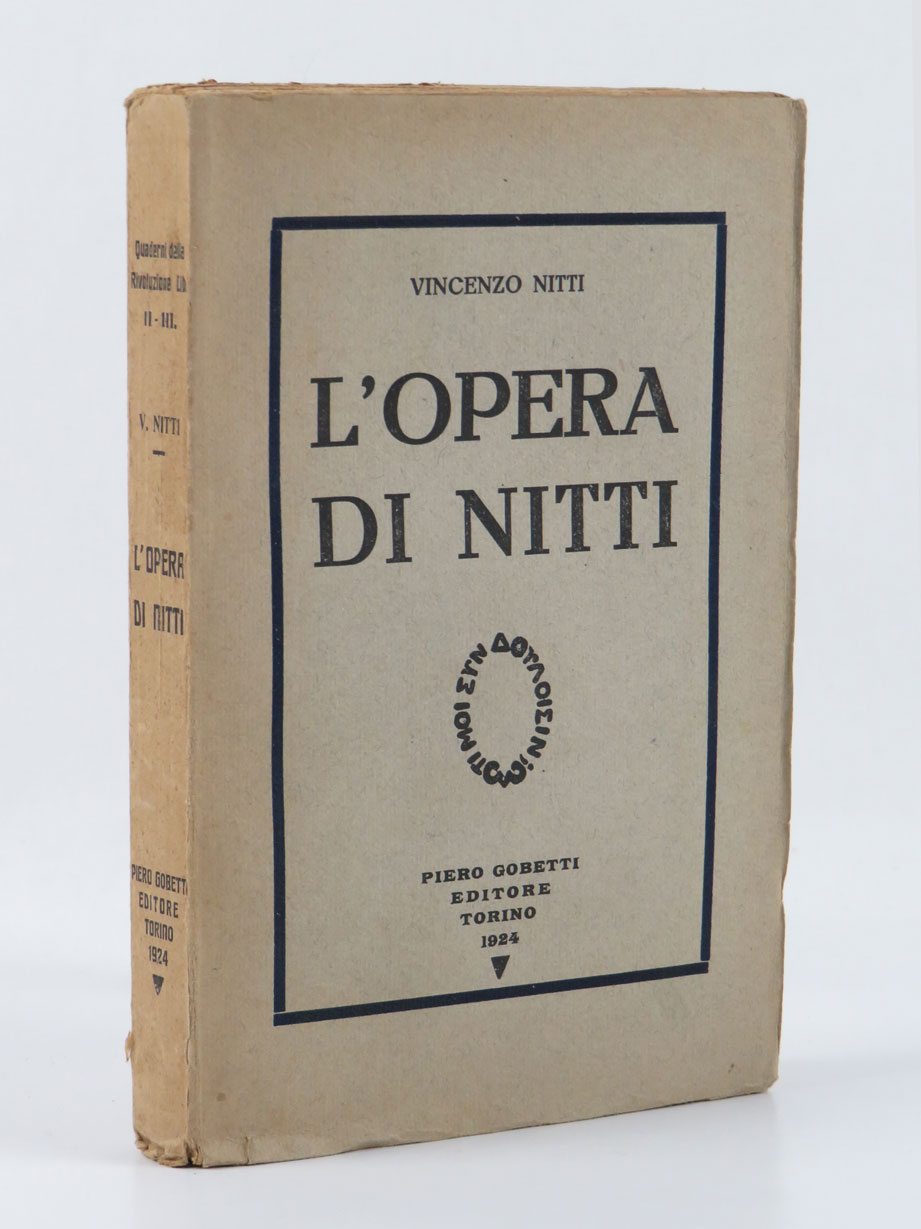 Quaderni della
Rivoluzione Lib
II-III.
V. NITTI
L'OPERA
DI NITTI
PIERO GOBETTI
EDITORE
TORINO
1924
VINCENZO NITTI
L'OPERA
DI NITTI
ΤΙ ΜΟΙ ΣΥΝ ΔΟΥΛΟΙΣΙΝ
PIERO GOBETTI
EDITORE
TORINO
1924